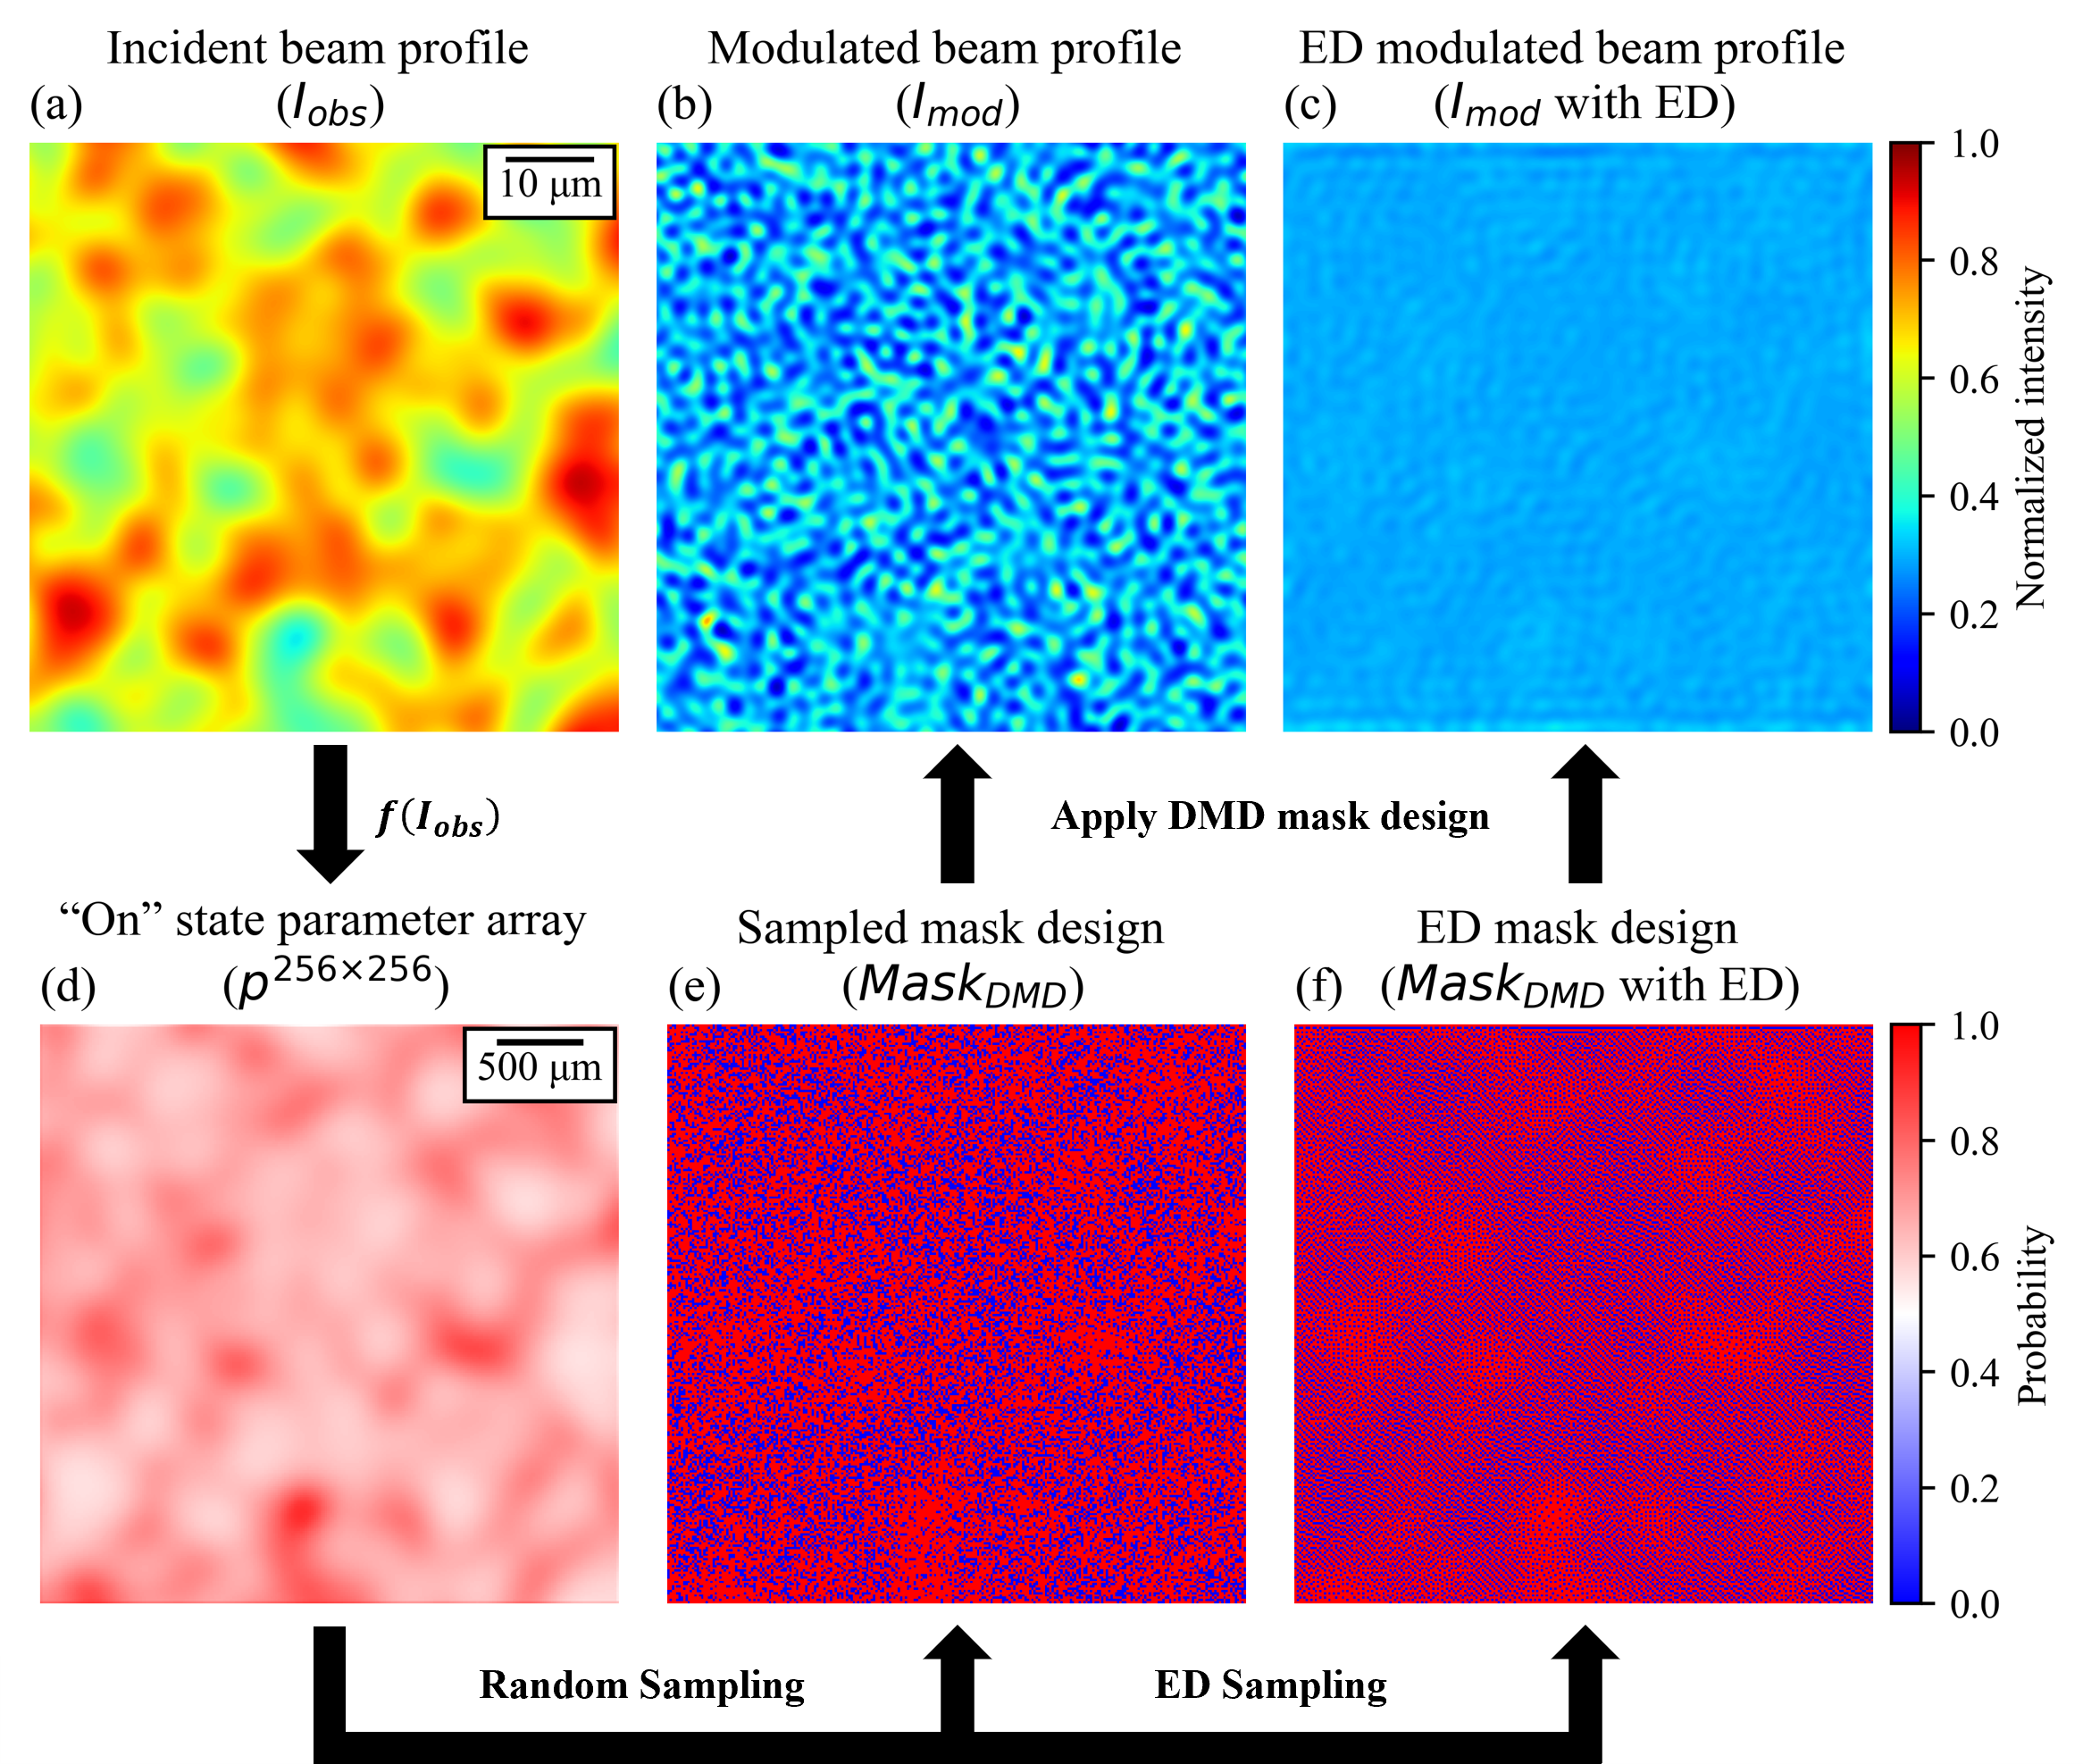 Incident beam profile
(a) (I_obs)
Modulated beam profile
(b) (I_mod)
ED modulated beam profile
(c) (I_mod with ED)
10 μm
1.0
0.8
0.6
0.4
0.2
0.0
Normalized intensity
f(I_obs)
Apply DMD mask design
“On” state parameter array
(d) (p^256×256)
Sampled mask design
(e) (Mask_DMD)
ED mask design
(f) (Mask_DMD with ED)
500 μm
1.0
0.8
0.6
0.4
0.2
0.0
Probability
Random Sampling
ED Sampling